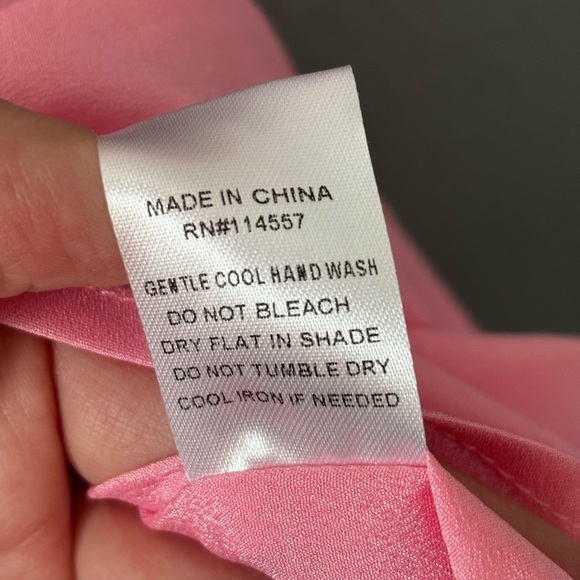 MADE IN CHINA
RN#114557
GENTLE COOL HAND WASH
DO NOT BLEACH
DRY FLAT IN SHADE
DO NOT TUMBLE DRY
COOL IRON IF NEEDED